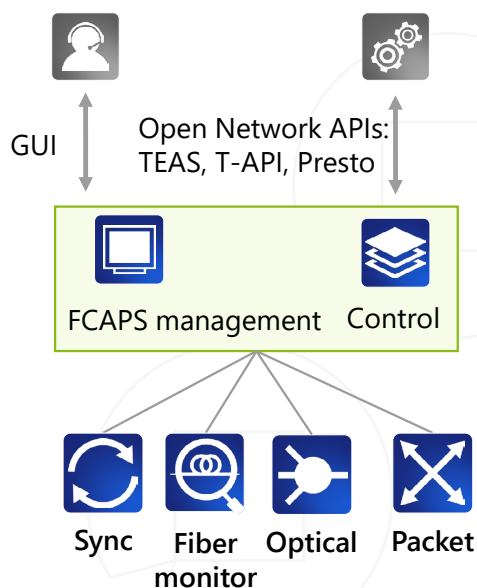 GUI
Open Network APIs:
TEAS, T-API, Presto
FCAPS management
Control
Sync
Fiber
monitor
Optical
Packet